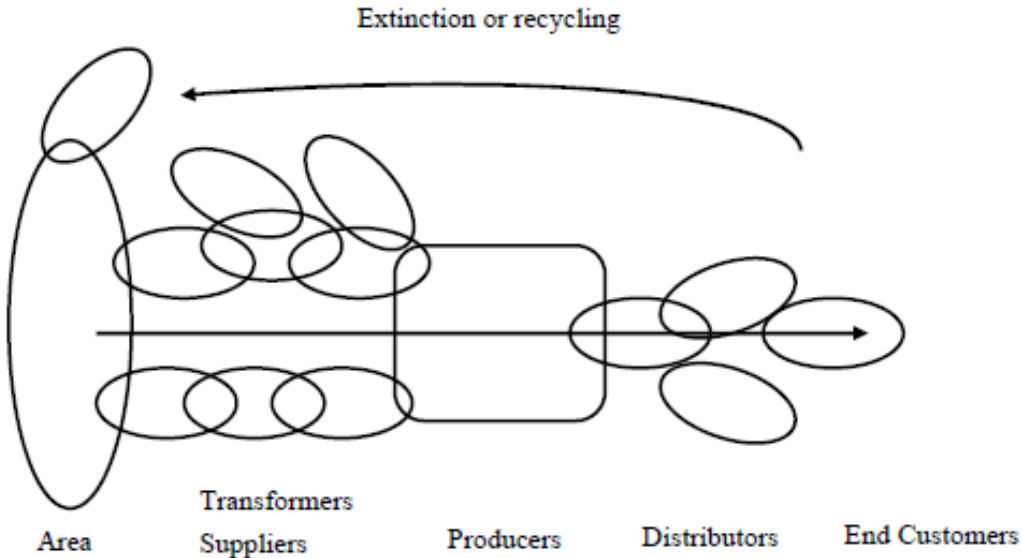 Extinction or recycling
Transformers
Area
Suppliers
Producers
Distributors
End Customers